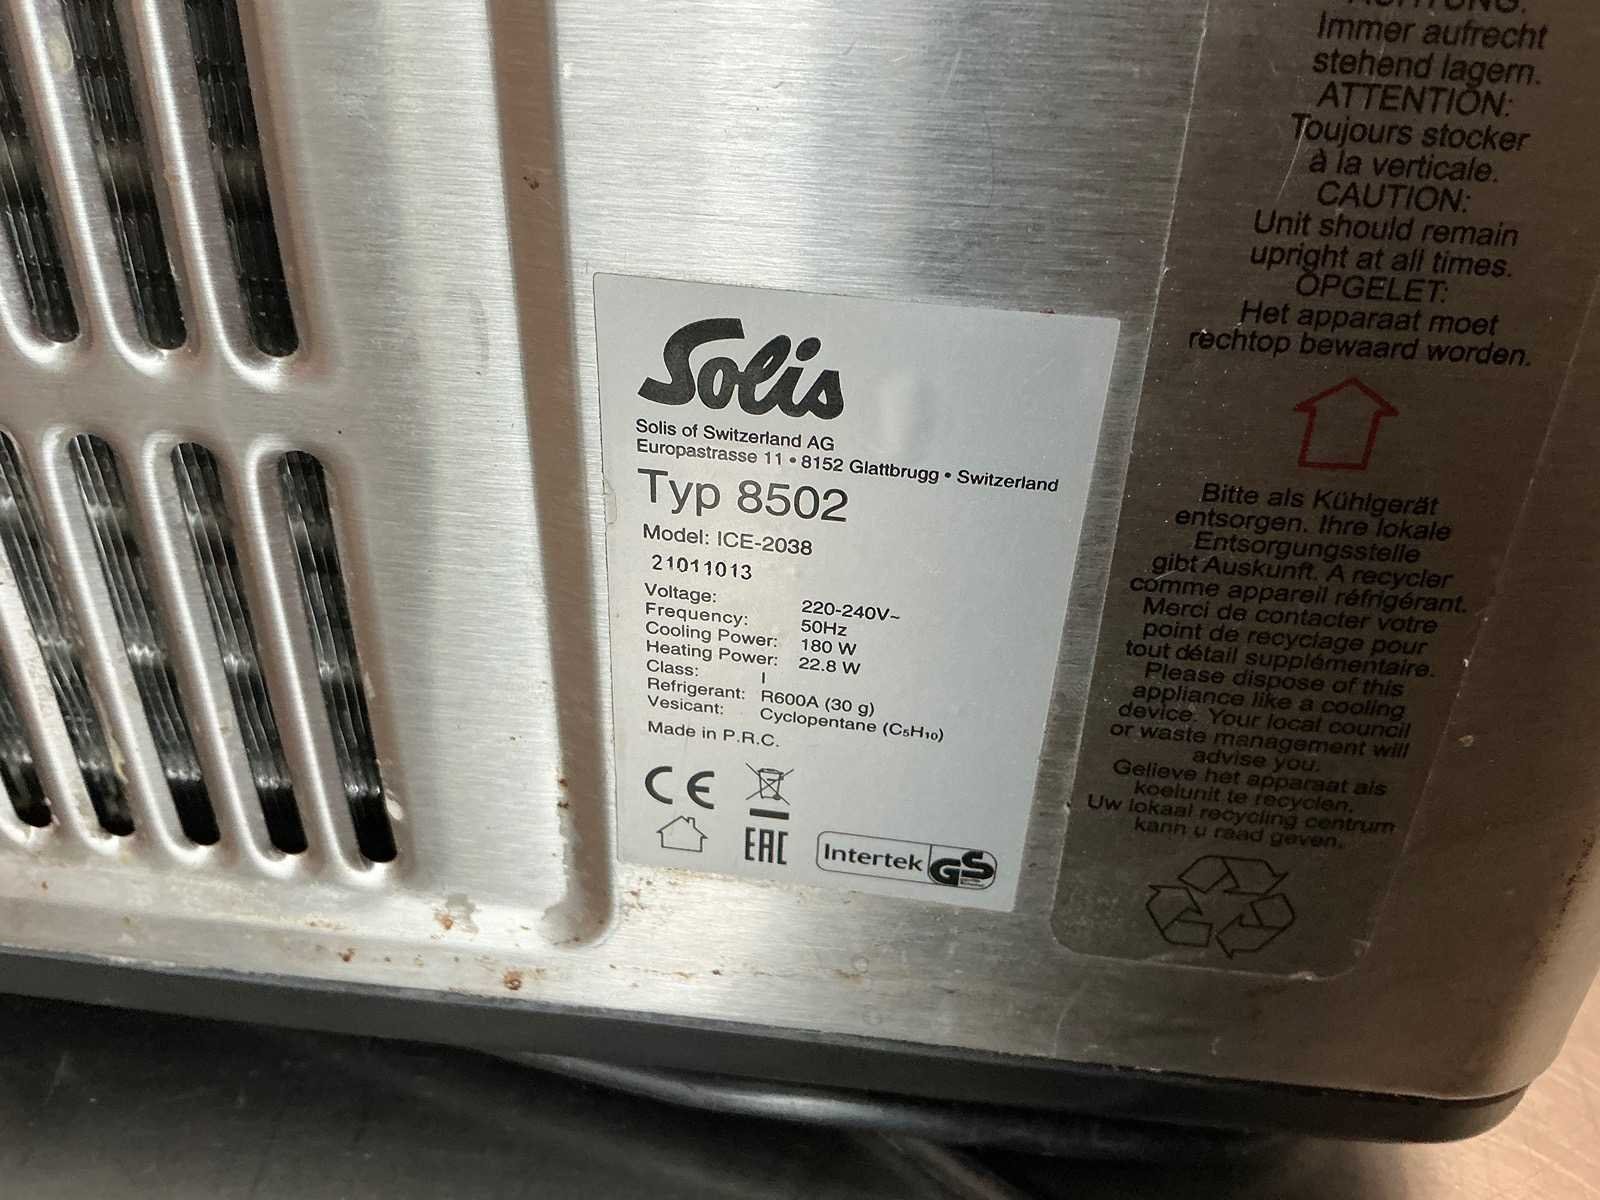 ACHTUNG:
Immer aufrecht
stehend lagern.
ATTENTION:
Toujours stocker
à la verticale.
CAUTION:
Unit should remain
upright at all times.
OPGELET:
Het apparaat moet
rechtop bewaard worden.
Solis
Solis of Switzerland AG
Europastrasse 11 • 8152 Glattbrugg • Switzerland
Typ 8502
Model: ICE-2038
21011013
Voltage: 220-240V~
Frequency: 50Hz
Cooling Power: 180 W
Heating Power: 22.8 W
Class: I
Refrigerant: R600A (30 g)
Vesicant: Cyclopentane (C₅H₁₀)
Made in P.R.C.
CE
EAC
Intertek GS
Bitte als Kühlgerät
entsorgen. Ihre lokale
Entsorgungsstelle
gibt Auskunft. A recycler
comme appareil réfrigérant.
Merci de contacter votre
point de recyclage pour
tout détail supplémentaire.
Please dispose of this
appliance like a cooling
device. Your local council
or waste management will
advise you.
Gelieve het apparaat als
koelunit te recyclen.
Uw lokaal recycling centrum
kann u raad geven.